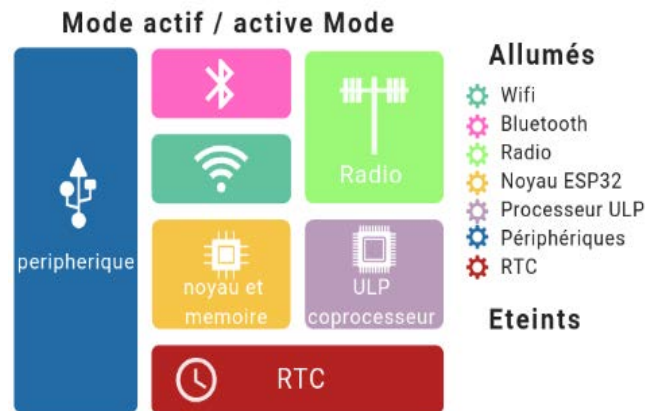 Mode actif / active Mode
peripherique
Radio
noyau et
memoire
ULP
coprocesseur
RTC
Allumés
Wifi
Bluetooth
Radio
Noyau ESP32
Processeur ULP
Périphériques
RTC
Eteints